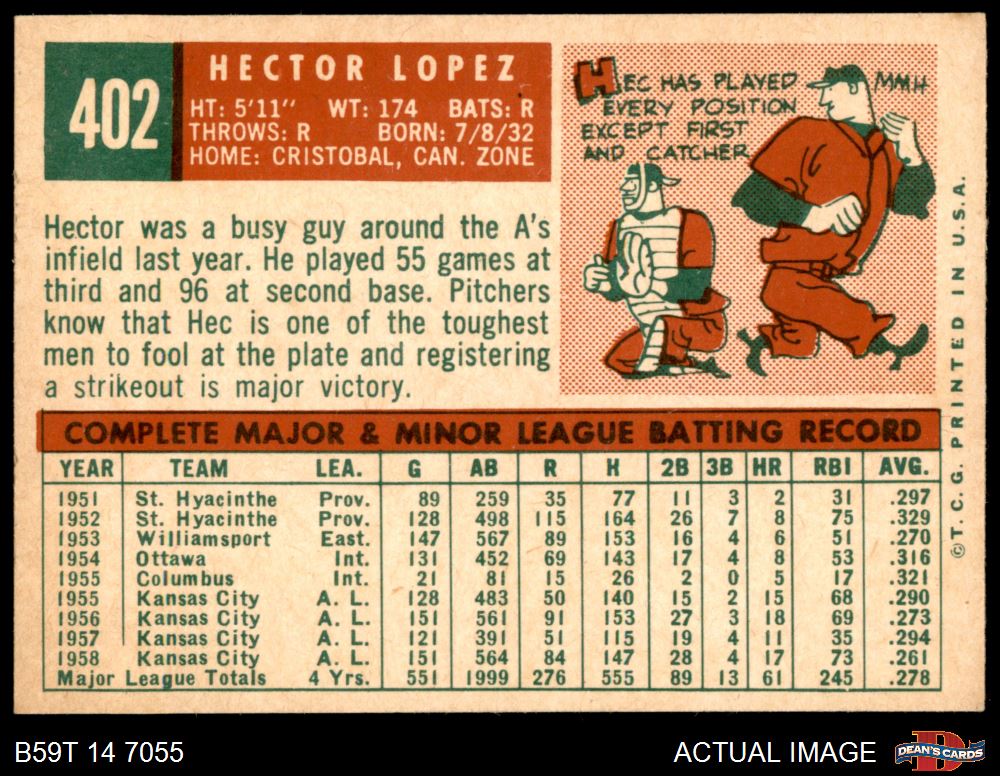 402
HECTOR LOPEZ
HT: 5'11" WT: 174 BATS: R
THROWS: R BORN: 7/8/32
HOME: CRISTOBAL, CAN. ZONE
HEC HAS PLAYED
EVERY POSITION
EXCEPT FIRST
AND CATCHER
MMH
Hector was a busy guy around the A's
infield last year. He played 55 games at
third and 96 at second base. Pitchers
know that Hec is one of the toughest
men to fool at the plate and registering
a strikeout is major victory.
©T.C.G. PRINTED IN U.S.A.
COMPLETE MAJOR & MINOR LEAGUE BATTING RECORD
YEAR TEAM LEA. G AB R H 2B 3B HR RBI AVG.
1951 St. Hyacinthe Prov. 89 259 35 77 11 3 2 31 .297
1952 St. Hyacinthe Prov. 128 498 115 164 26 7 8 75 .329
1953 Williamsport East. 147 567 89 153 16 4 6 51 .270
1954 Ottawa Int. 131 452 69 143 17 4 8 53 .316
1955 Columbus Int. 21 81 15 26 2 0 5 17 .321
1955 Kansas City A. L. 128 483 50 140 15 2 15 68 .290
1956 Kansas City A. L. 151 561 91 153 27 3 18 69 .273
1957 Kansas City A. L. 121 391 51 115 19 4 11 35 .294
1958 Kansas City A. L. 151 564 84 147 28 4 17 73 .261
Major League Totals 4 Yrs. 551 1999 276 555 89 13 61 245 .278
B59T 14 7055
ACTUAL IMAGE
D
DEAN'S CARDS